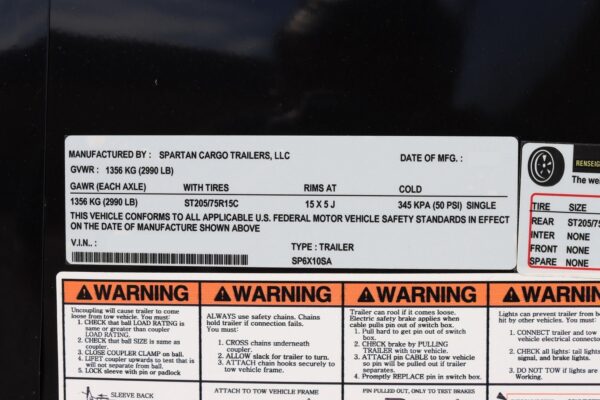 MANUFACTURED BY : SPARTAN CARGO TRAILERS, LLC DATE OF MFG. :
GVWR : 1356 KG (2990 LB)
GAWR (EACH AXLE) WITH TIRES RIMS AT COLD
1356 KG (2990 LB) ST205/75R15C 15 X 5 J 345 KPA (50 PSI) SINGLE
THIS VEHICLE CONFORMS TO ALL APPLICABLE U.S. FEDERAL MOTOR VEHICLE SAFETY STANDARDS IN EFFECT
ON THE DATE OF MANUFACTURE SHOWN ABOVE
V.I.N.. : TYPE : TRAILER
SP6X10SA
RENSEIG
The we
TIRE SIZE
REAR ST205/75
INTER NONE
FRONT NONE
SPARE NONE
WARNING
Uncoupling will cause trailer to come
loose from tow vehicle. You must:
1. CHECK that ball LOAD RATING is
same or greater than coupler
LOAD RATING.
2. CHECK that ball SIZE is same as
coupler.
3. CLOSE COUPLER CLAMP on ball.
4. LIFET coupler upwards to test that is
will not separate from ball.
5. LOCK sleeve with pin or padlock
SLEEVE BACK
WARNING
ALWAYS use safety chains. Chains
hold trailer if connection fails.
You must:
1. CROSS chains underneath
coupler.
2. ALLOW slack for trailer to turn.
3. ATTACH chain hooks securely to
tow vehicle frame.
ATTACH TO TOW VEHICLE FRAME
WARNING
Trailer can rool if it comes loose.
Electric safety brake applies when
cable pulls pin out of switch box.
1. Pull hard to get pin out of switch
box.
2. CHECK brake by PULLING
TRAILER with tow vehicle.
3. ATTACH pin CABLE to tow vehicle
so pin will be pulled out if trailer
separates.
4. Promptly REPLACE pin in switch box.
PIN PULLED OUT, ONLY TO TEST BRAKES
WARNIN
Lights can prevent trailer from b
hit by other vehicles. You must:
1. CONNECT trailer and tow
vehicle electrical connecto
2. CHECK all lights: tail lights
signal, and brake lights.
3. DO NOT TOW if lights are
Working.